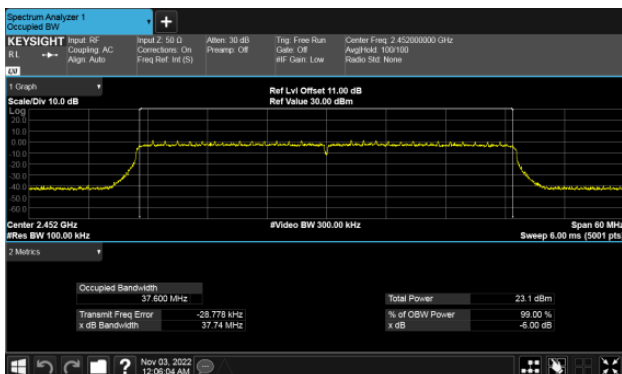 Spectrum Analyzer 1
Occupied BW
+
KEYSIGHT Input: RF Input Z: 50 Ω Atten: 30 dB Trig: Free Run Center Freq: 2.452000000 GHz
R L Coupling: AC Corrections: On Preamp: Off Gate: Off Avg|Hold: 100/100
Align: Auto Freq Ref: Int (S) #IF Gain: Low Radio Std: None
LXI
1 Graph
Ref Lvl Offset 11.00 dB
Scale/Div 10.0 dB Ref Value 30.00 dBm
Log
20.0
10.0
0.00
-10.0
-20.0
-30.0
-40.0
-50.0
-60.0
Center 2.452 GHz #Video BW 300.00 kHz Span 60 MHz
#Res BW 100.00 kHz Sweep 6.00 ms (5001 pts
2 Metrics
Occupied Bandwidth
37.600 MHz Total Power 23.1 dBm
Transmit Freq Error -28.778 kHz % of OBW Power 99.00 %
x dB Bandwidth 37.74 MHz x dB -6.00 dB
? Nov 03, 2022
12:06:04 AM